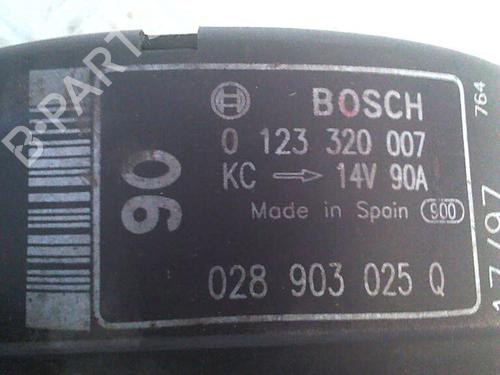 BOSCH
0 123 320 007
KC → 14V 90A
Made in Spain 900
028 903 025 Q
90
764
B-PARTS